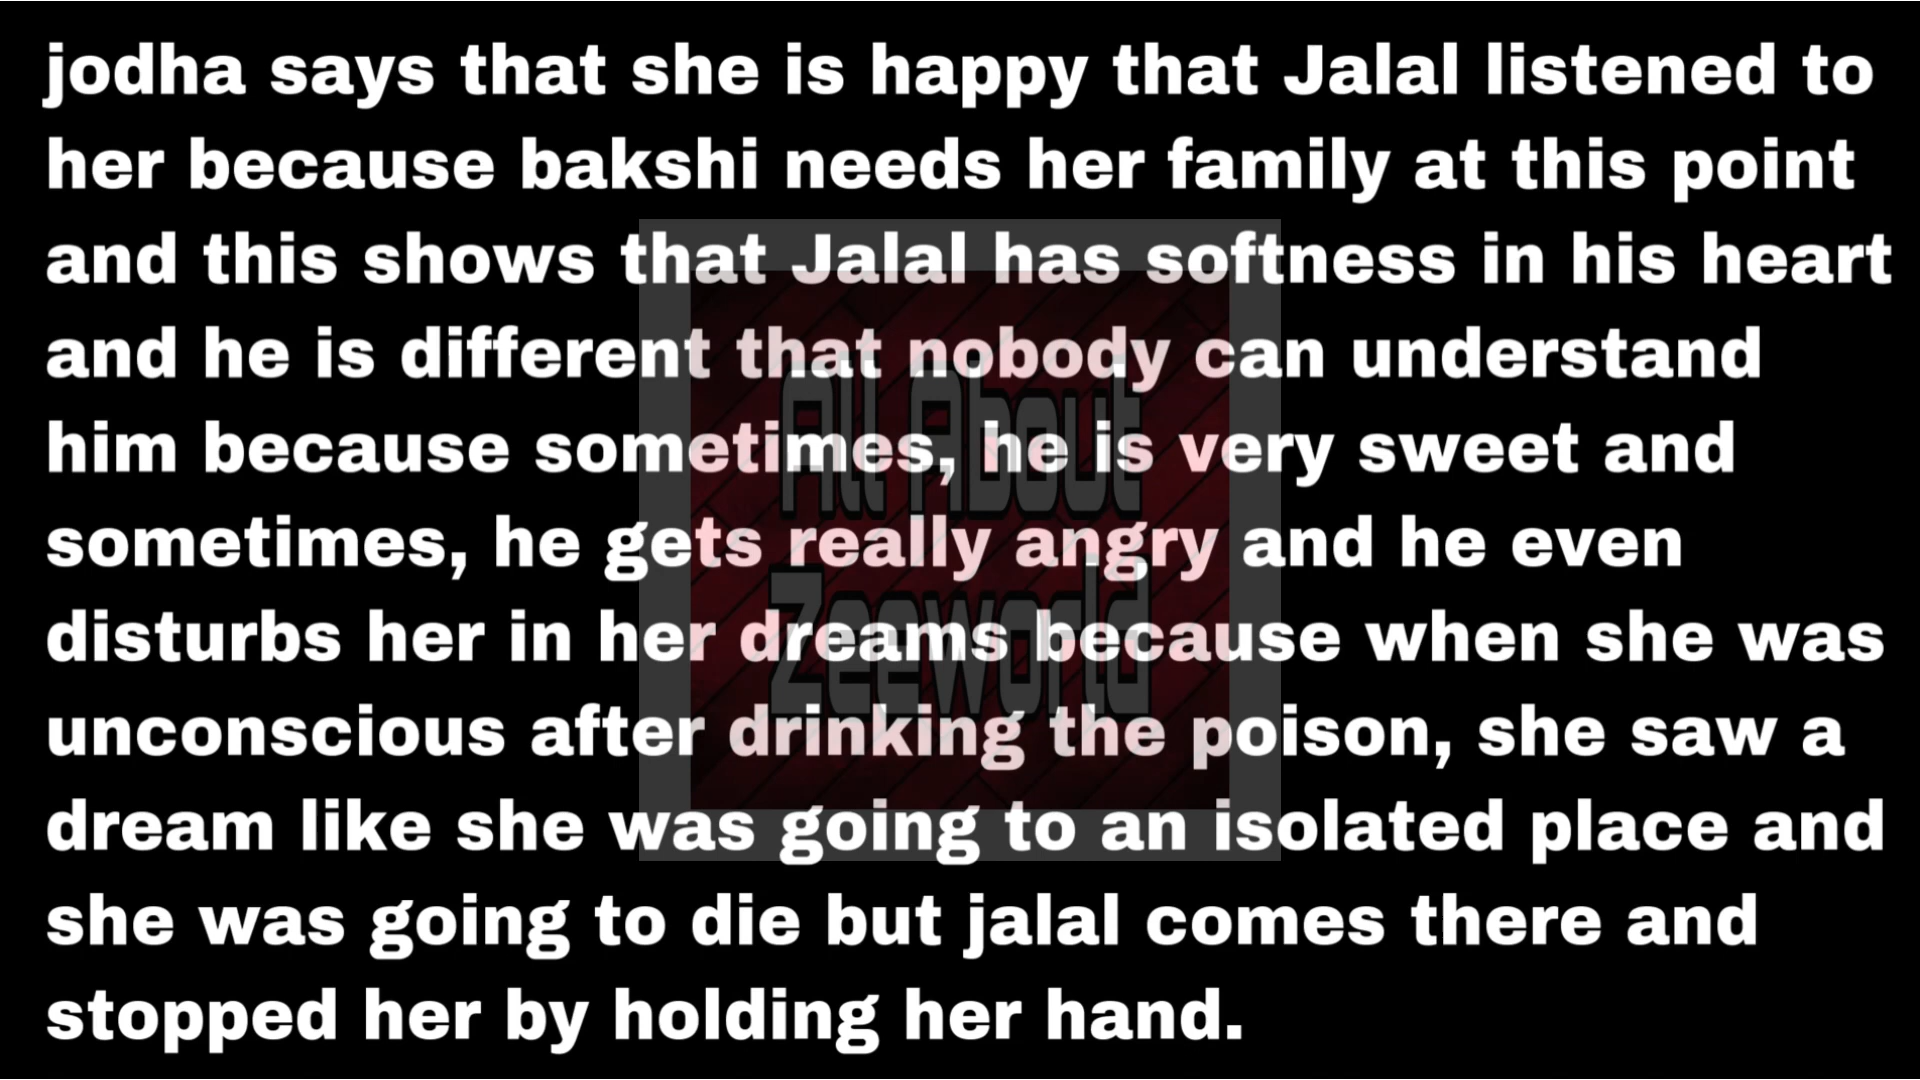 jodha says that she is happy that Jalal listened to
her because bakshi needs her family at this point
and this shows that Jalal has softness in his heart
and he is different that nobody can understand
him because sometimes, he is very sweet and
sometimes, he gets really angry and he even
disturbs her in her dreams because when she was
unconscious after drinking the poison, she saw a
dream like she was going to an isolated place and
she was going to die but jalal comes there and
stopped her by holding her hand.
All About
Zeeworld